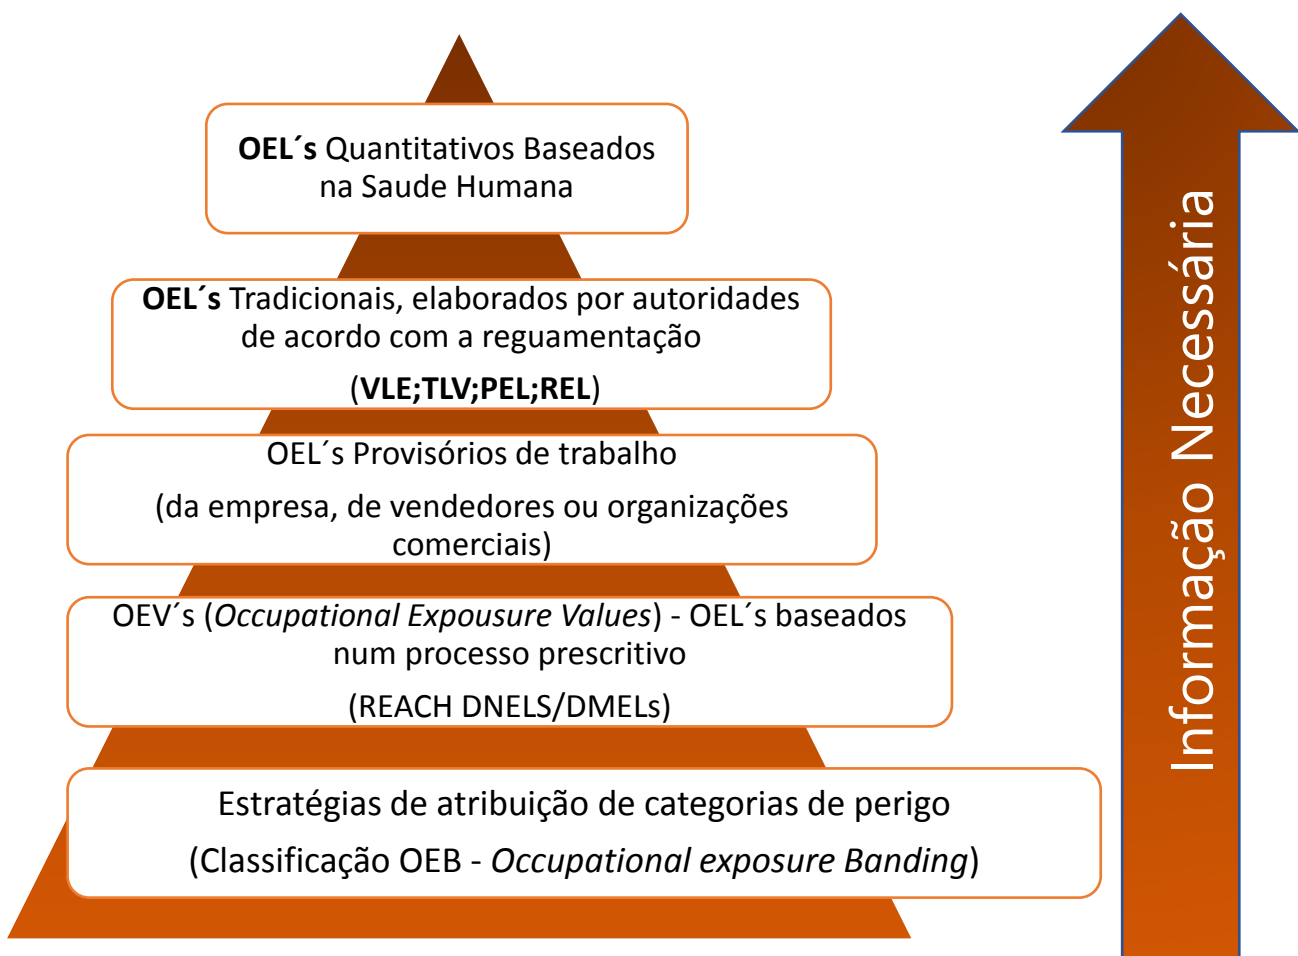 OEL´s Quantitativos Baseados
na Saude Humana
OEL´s Tradicionais, elaborados por autoridades
de acordo com a reguamentação
(VLE;TLV;PEL;REL)
OEL´s Provisórios de trabalho
(da empresa, de vendedores ou organizações
comerciais)
OEV´s (Occupational Expousure Values) - OEL´s baseados
num processo prescritivo
(REACH DNELS/DMELs)
Estratégias de atribuição de categorias de perigo
(Classificação OEB - Occupational exposure Banding)
Informação Necessária